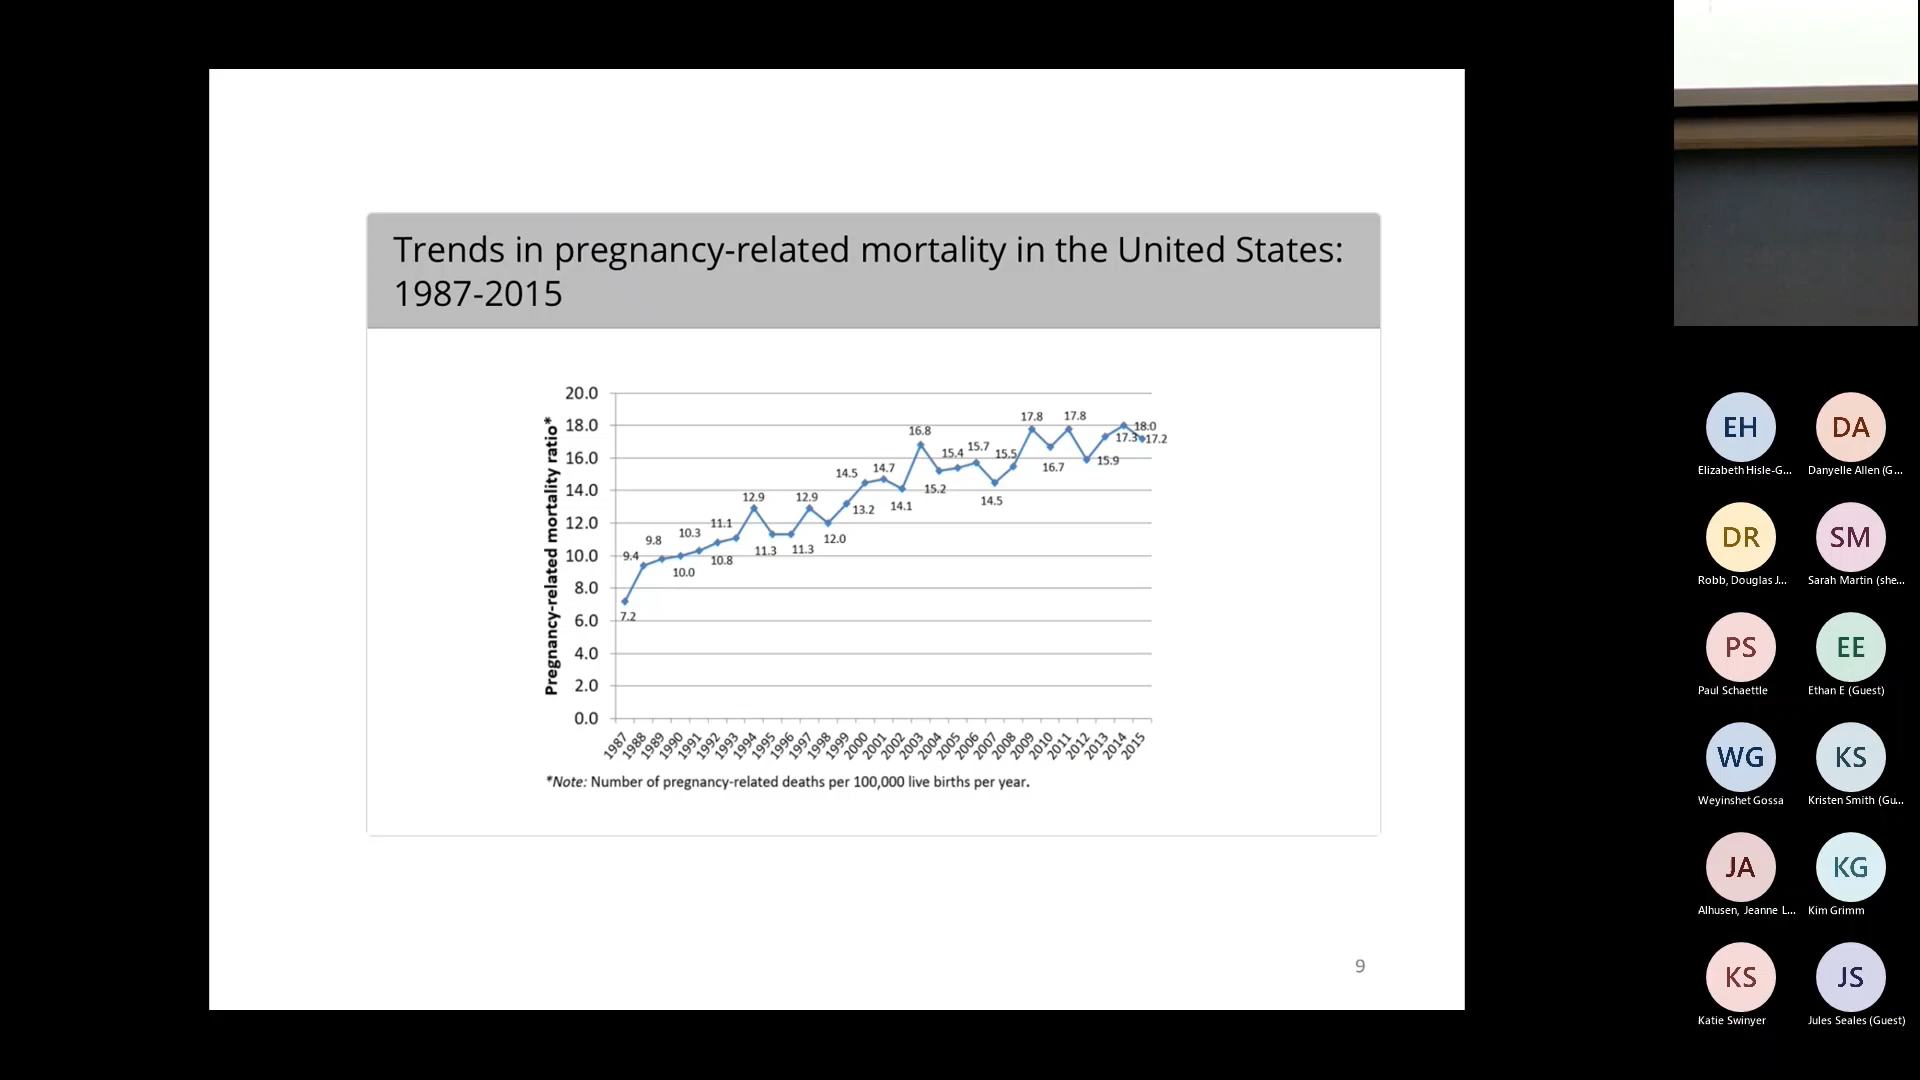 Trends in pregnancy-related mortality in the United States:
1987-2015
Pregnancy-related mortality ratio*
20.0
18.0
16.0
14.0
12.0
10.0
8.0
6.0
4.0
2.0
0.0
7.2
9.4
9.8
10.0
10.3
10.8
11.1
12.9
11.3
11.3
12.9
12.0
13.2
14.5
14.7
14.1
16.8
15.2
15.4
15.7
14.5
15.5
17.8
16.7
17.8
15.9
17.3
18.0
17.2
1987 1988 1989 1990 1991 1992 1993 1994 1995 1996 1997 1998 1999 2000 2001 2002 2003 2004 2005 2006 2007 2008 2009 2010 2011 2012 2013 2014 2015
*Note: Number of pregnancy-related deaths per 100,000 live births per year.
9
EH
Elizabeth Hisle-G...
DA
Danyelle Allen (G...
DR
Robb, Douglas J...
SM
Sarah Martin (she...
PS
Paul Schaettle
EE
Ethan E (Guest)
WG
Weyinshet Gossa
KS
Kristen Smith (Gu...
JA
Alhusen, Jeanne L...
KG
Kim Grimm
KS
Katie Swinyer
JS
Jules Seales (Guest)